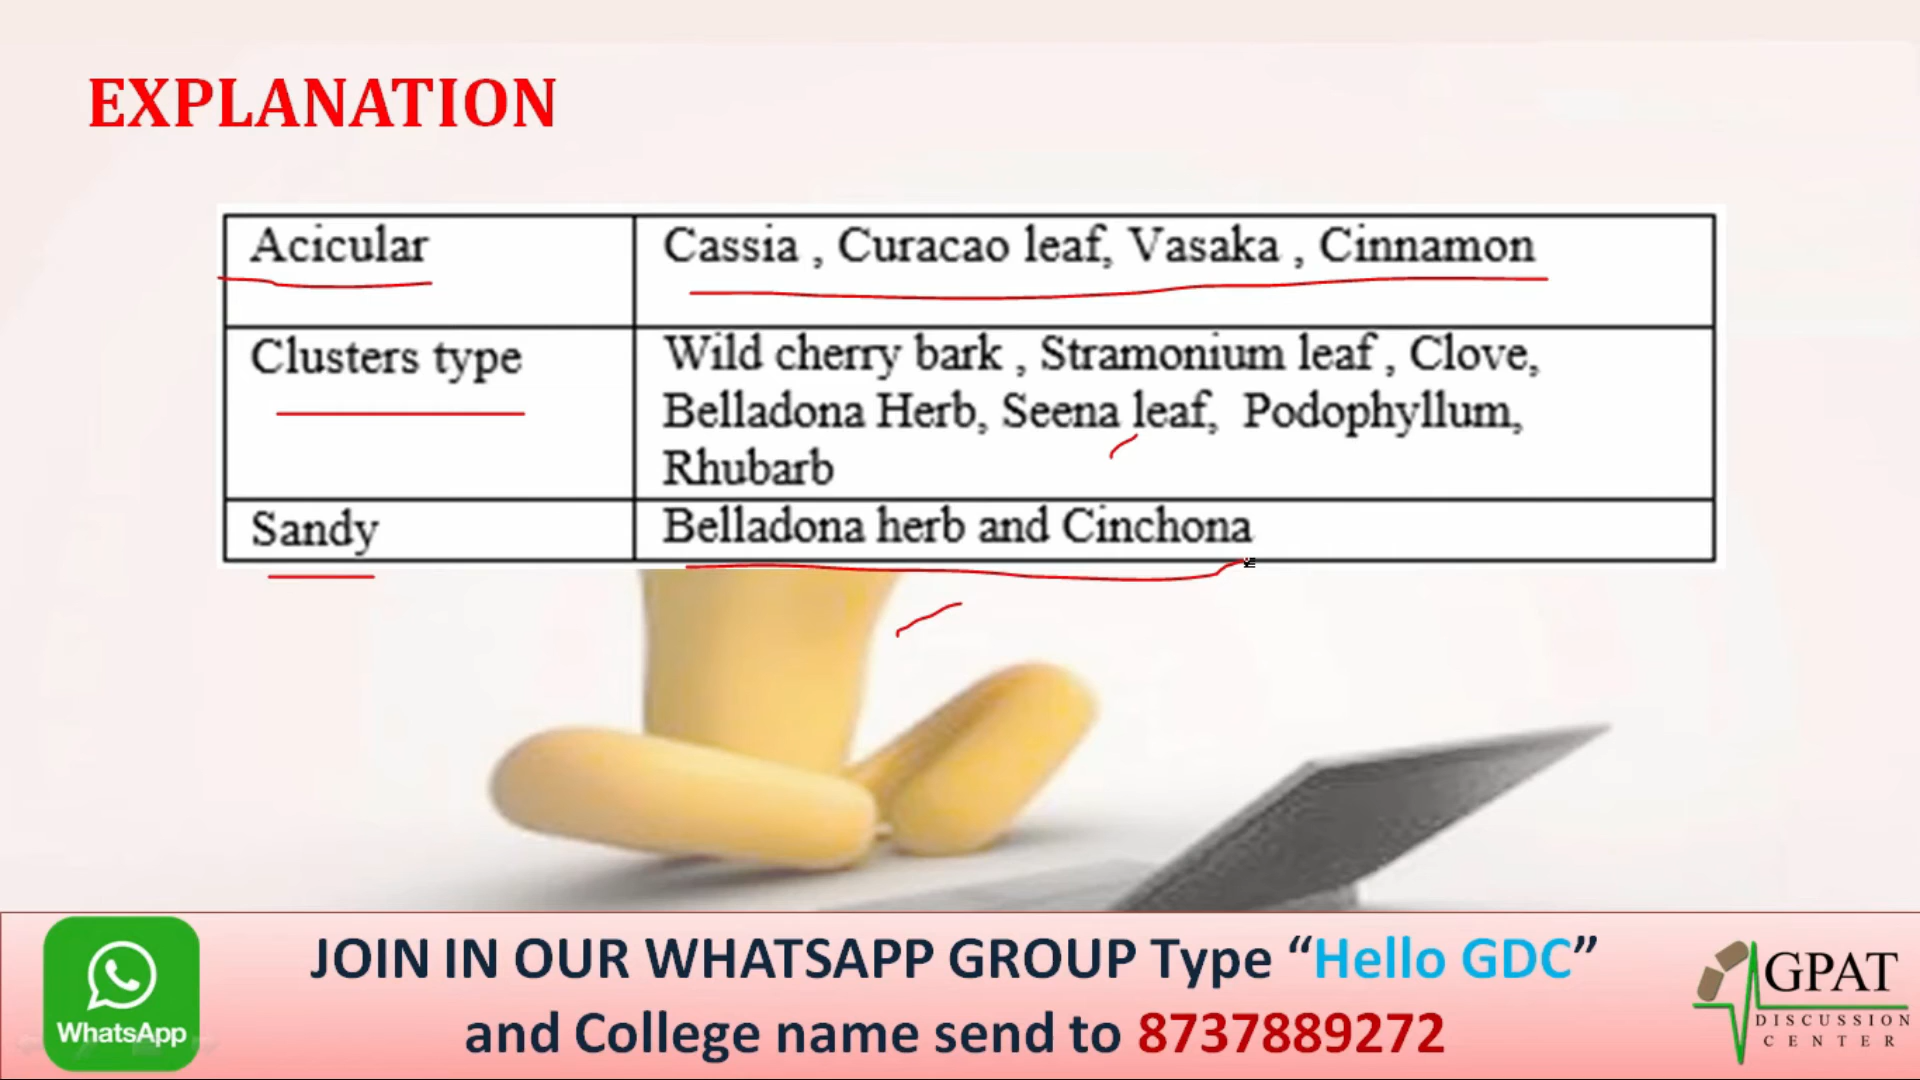 EXPLANATION
Acicular
Cassia , Curacao leaf, Vasaka , Cinnamon
Clusters type
Wild cherry bark , Stramonium leaf , Clove,
Belladona Herb, Seena leaf, Podophyllum,
Rhubarb
Sandy
Belladona herb and Cinchona
JOIN IN OUR WHATSAPP GROUP Type “Hello GDC”
and College name send to 8737889272
WhatsApp
GPAT
DISCUSSION
CENTER